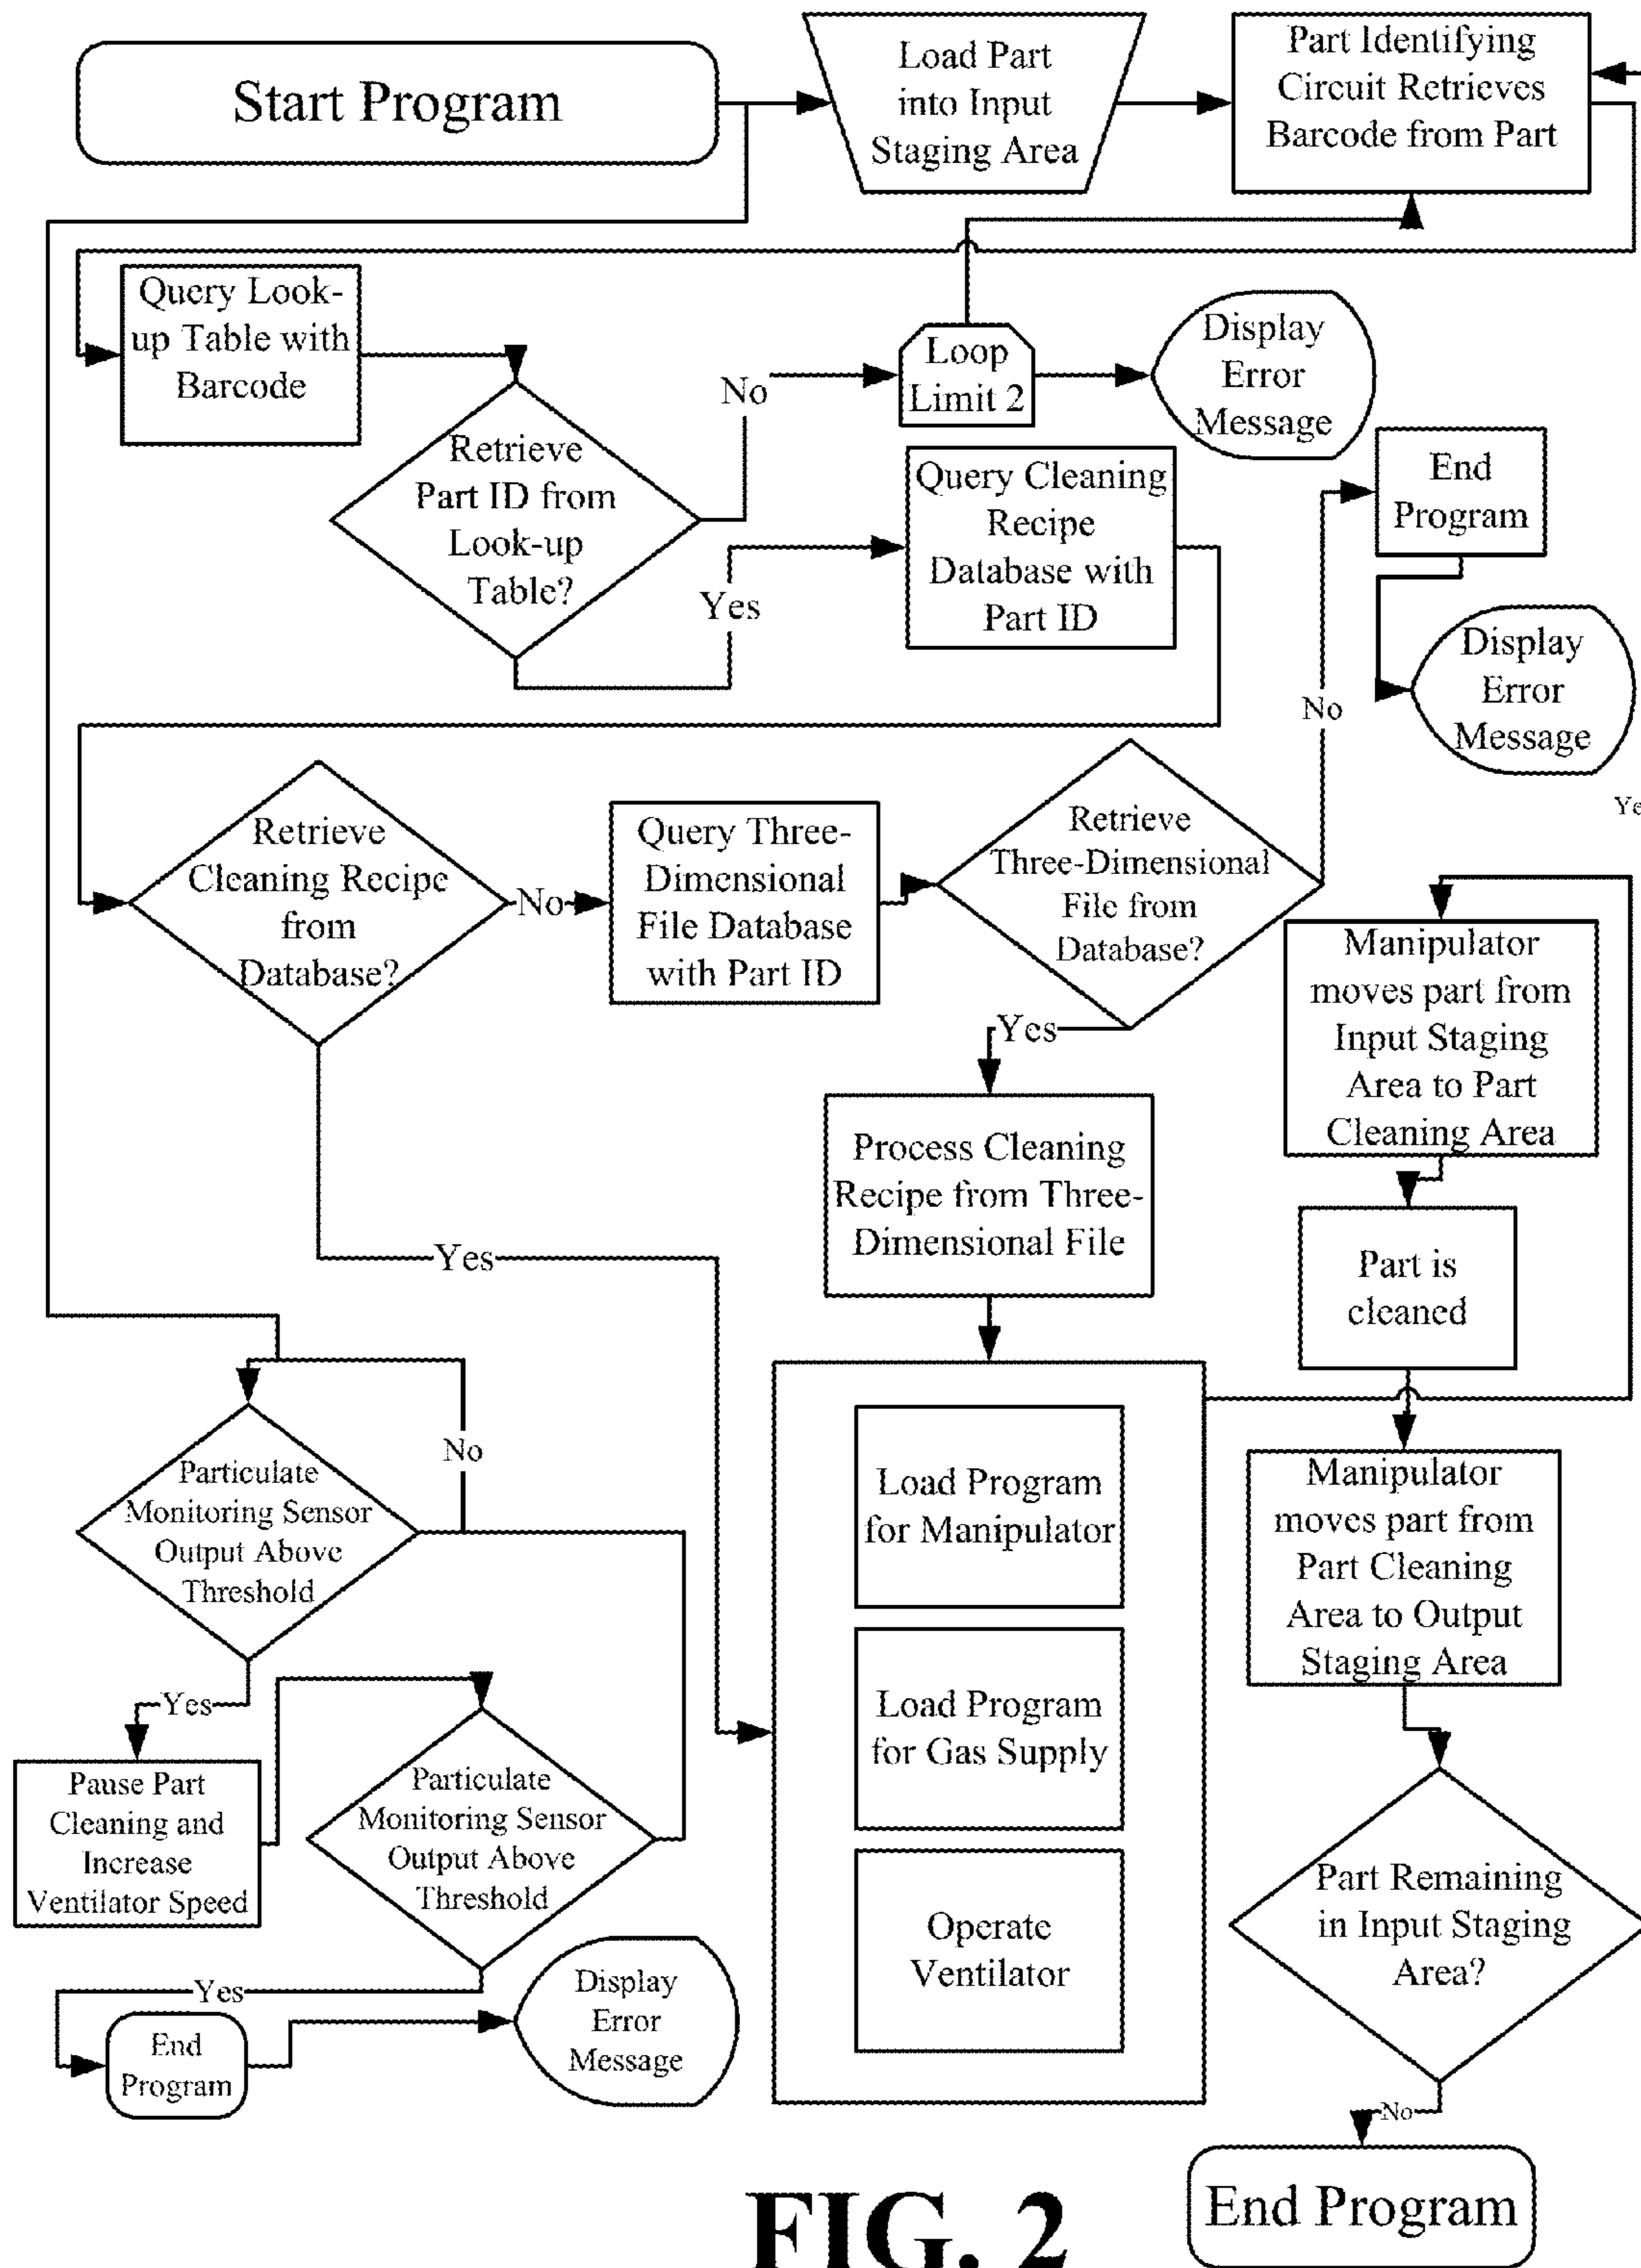 Start Program
Load Part
into Input
Staging Area
Part Identifying
Circuit Retrieves
Barcode from Part
Query Look-
up Table with
Barcode
Retrieve
Part ID from
Look-up
Table?
No
Loop
Limit 2
Display
Error
Message
Yes
Query Cleaning
Recipe
Database with
Part ID
End
Program
Display
Error
Message
Retrieve
Cleaning Recipe
from
Database?
No
Query Three-
Dimensional
File Database
with Part ID
Retrieve
Three-Dimensional
File from
Database?
No
Yes
Process Cleaning
Recipe from Three-
Dimensional File
Yes
Load Program
for Manipulator
Load Program
for Gas Supply
Operate
Ventilator
Ye
Manipulator
moves part from
Input Staging
Area to Part
Cleaning Area
Part is
cleaned
Manipulator
moves part from
Part Cleaning
Area to Output
Staging Area
Part Remaining
in Input Staging
Area?
No
End Program
Particulate
Monitoring Sensor
Output Above
Threshold
No
Yes
Pause Part
Cleaning and
Increase
Ventilator Speed
Particulate
Monitoring Sensor
Output Above
Threshold
Yes
End
Program
Display
Error
Message
FIG. 2